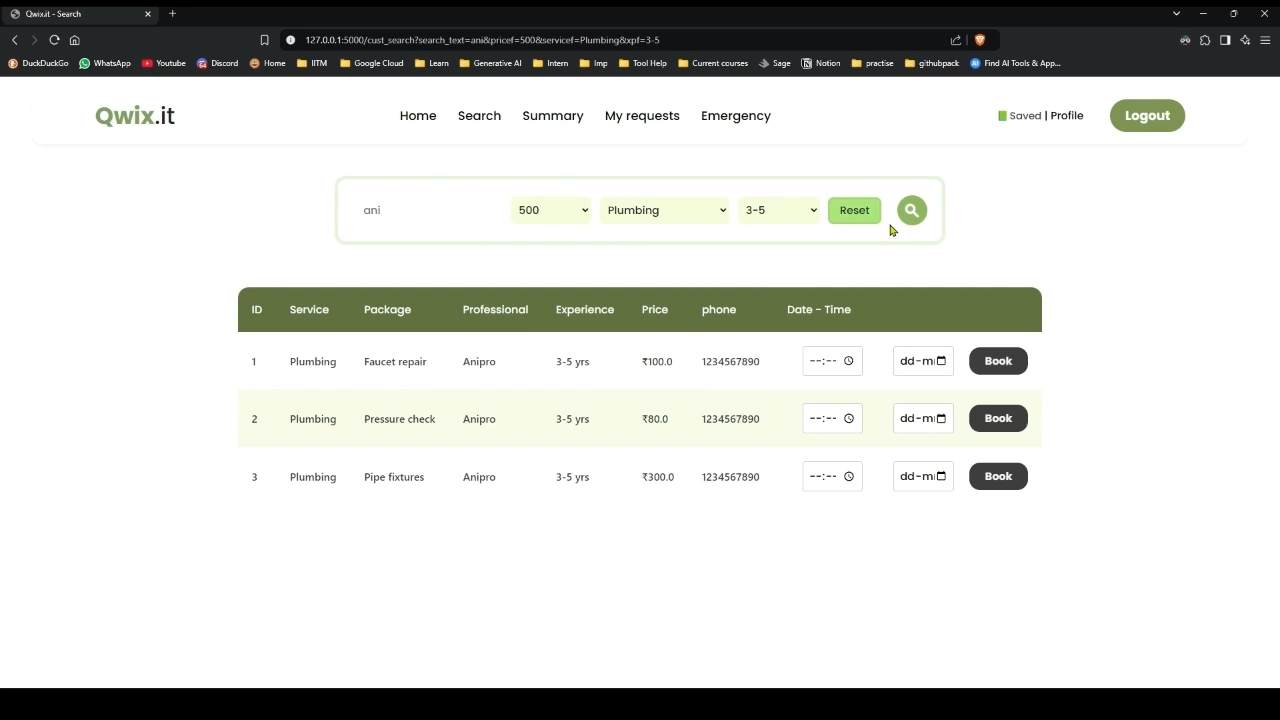 Qwix.it - Search
127.0.0.1:5000/cust_search?search_text=ani&pricef=500&servicef=Plumbing&xpf=3-5
DuckDuckGo WhatsApp Youtube Discord Home IITM Google Cloud Learn Generative AI Intern Imp Tool Help Current courses Sage Notion practise githubpack Find AI Tools & App...
Qwix.it Home Search Summary My requests Emergency Saved | Profile Logout
ani 500 Plumbing 3-5 Reset
ID Service Package Professional Experience Price phone Date - Time
1 Plumbing Faucet repair Anipro 3-5 yrs ₹100.0 1234567890 --:-- dd-m Book
2 Plumbing Pressure check Anipro 3-5 yrs ₹80.0 1234567890 --:-- dd-m Book
3 Plumbing Pipe fixtures Anipro 3-5 yrs ₹300.0 1234567890 --:-- dd-m Book